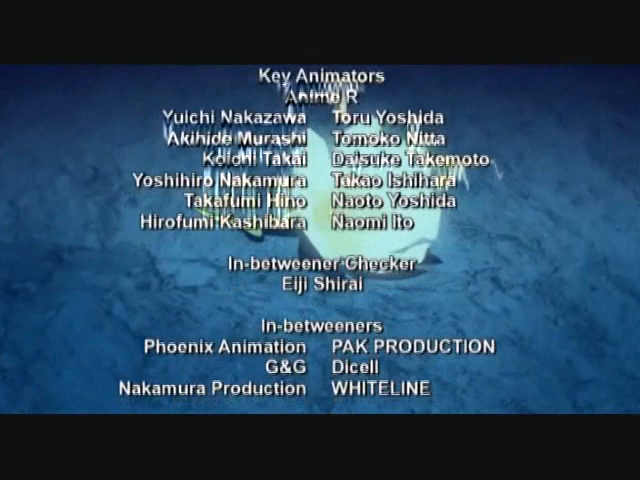 Key Animators
Anime R
Yuichi Nakazawa Toru Yoshida
Akihide Murashi Tomoko Nitta
Koichi Takai Daisuke Takemoto
Yoshihiro Nakamura Takao Ishihara
Takafumi Hino Naoto Yoshida
Hirofumi Kashibara Naomi Ito
In-betweener Checker
Eiji Shirai
In-betweeners
Phoenix Animation PAK PRODUCTION
G&G Dicell
Nakamura Production WHITELINE